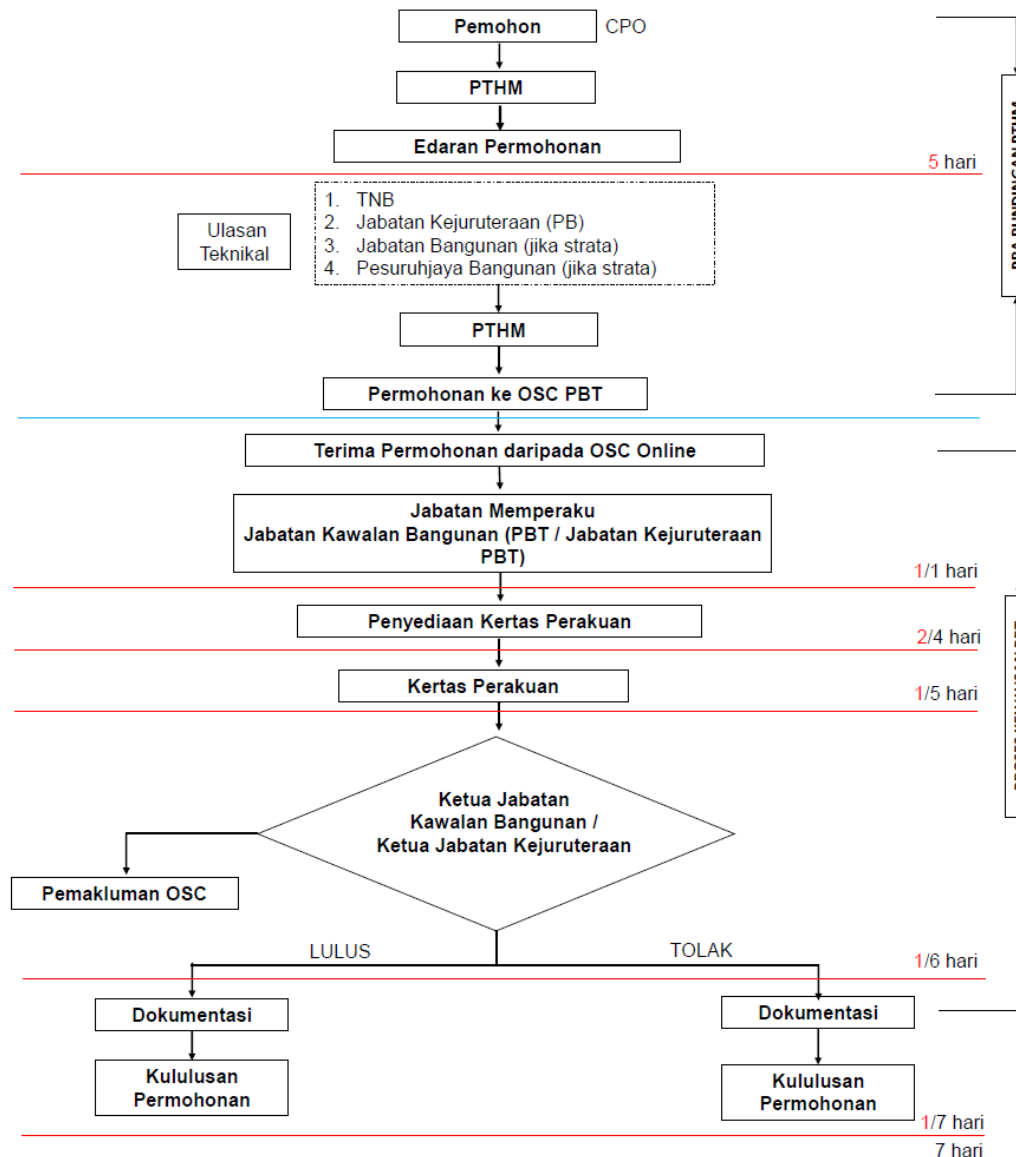 Pemohon CPO
PTHM
Edaran Permohonan
5 hari
Ulasan
Teknikal
1. TNB
2. Jabatan Kejuruteraan (PB)
3. Jabatan Bangunan (jika strata)
4. Pesuruhjaya Bangunan (jika strata)
PTHM
Permohonan ke OSC PBT
Terima Permohonan daripada OSC Online
Jabatan Memperaku
Jabatan Kawalan Bangunan (PBT / Jabatan Kejuruteraan
PBT)
1/1 hari
Penyediaan Kertas Perakuan
2/4 hari
Kertas Perakuan
1/5 hari
Ketua Jabatan
Kawalan Bangunan /
Ketua Jabatan Kejuruteraan
Pemakluman OSC
LULUS
TOLAK
1/6 hari
Dokumentasi
Dokumentasi
Kululusan
Permohonan
Kululusan
Permohonan
1/7 hari
7 hari